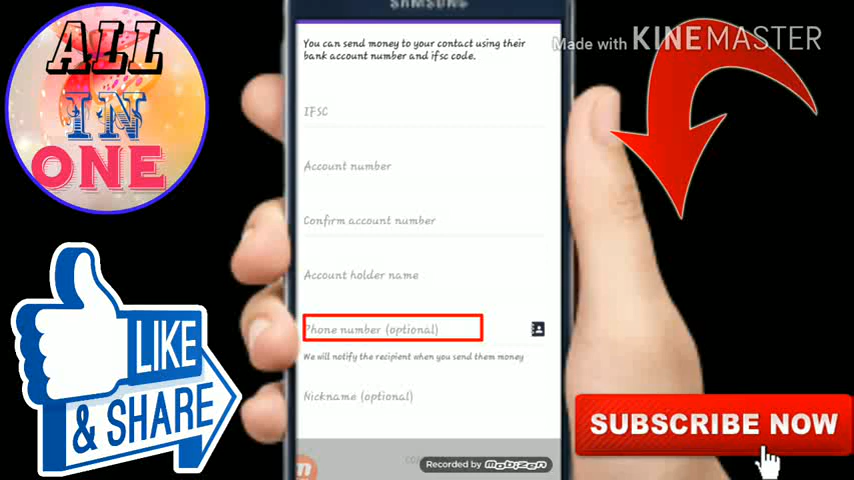 SAMSUNG
ALL
IN
ONE
You can send money to your contact using their
bank account number and ifsc code.
Made with KINEMASTER
IFSC
Account number
Confirm account number
Account holder name
Phone number (optional)
We will notify the recipient when you send them money
Nickname (optional)
LIKE
& SHARE
SUBSCRIBE NOW
Recorded by mobizen